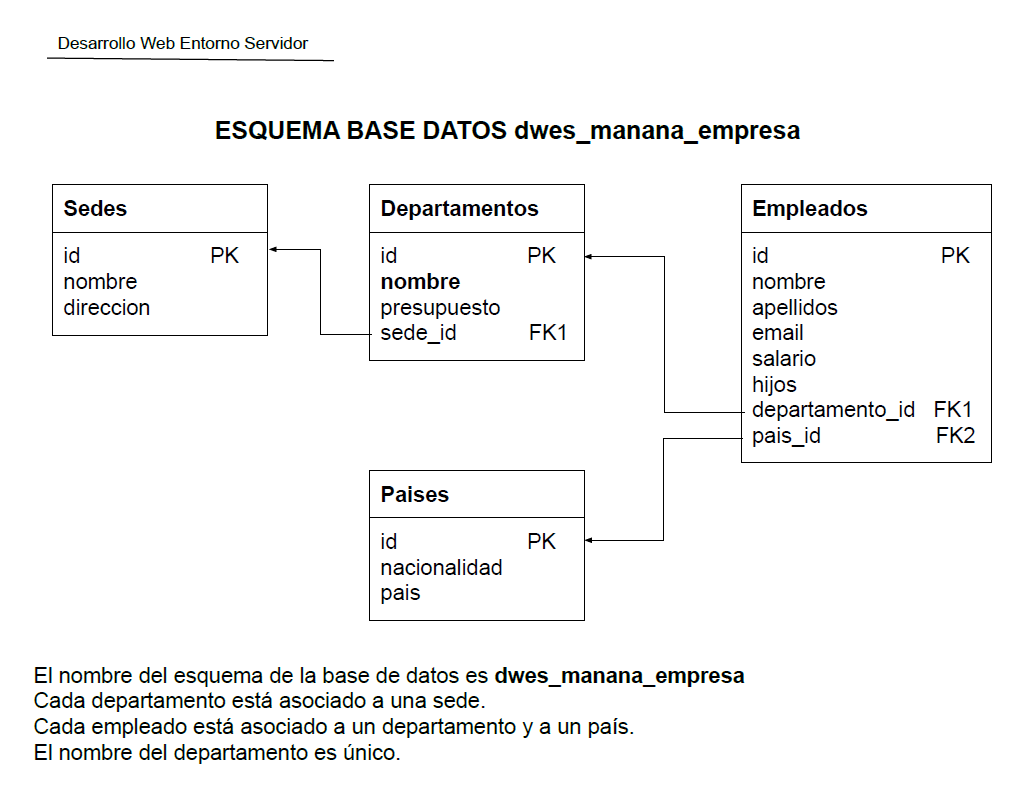 Desarrollo Web Entorno Servidor
ESQUEMA BASE DATOS dwes_manana_empresa
Sedes
id PK
nombre
direccion
Departamentos
id PK
nombre
presupuesto
sede_id FK1
Empleados
id PK
nombre
apellidos
email
salario
hijos
departamento_id FK1
pais_id FK2
Paises
id PK
nacionalidad
pais
El nombre del esquema de la base de datos es dwes_manana_empresa
Cada departamento está asociado a una sede.
Cada empleado está asociado a un departamento y a un país.
El nombre del departamento es único.